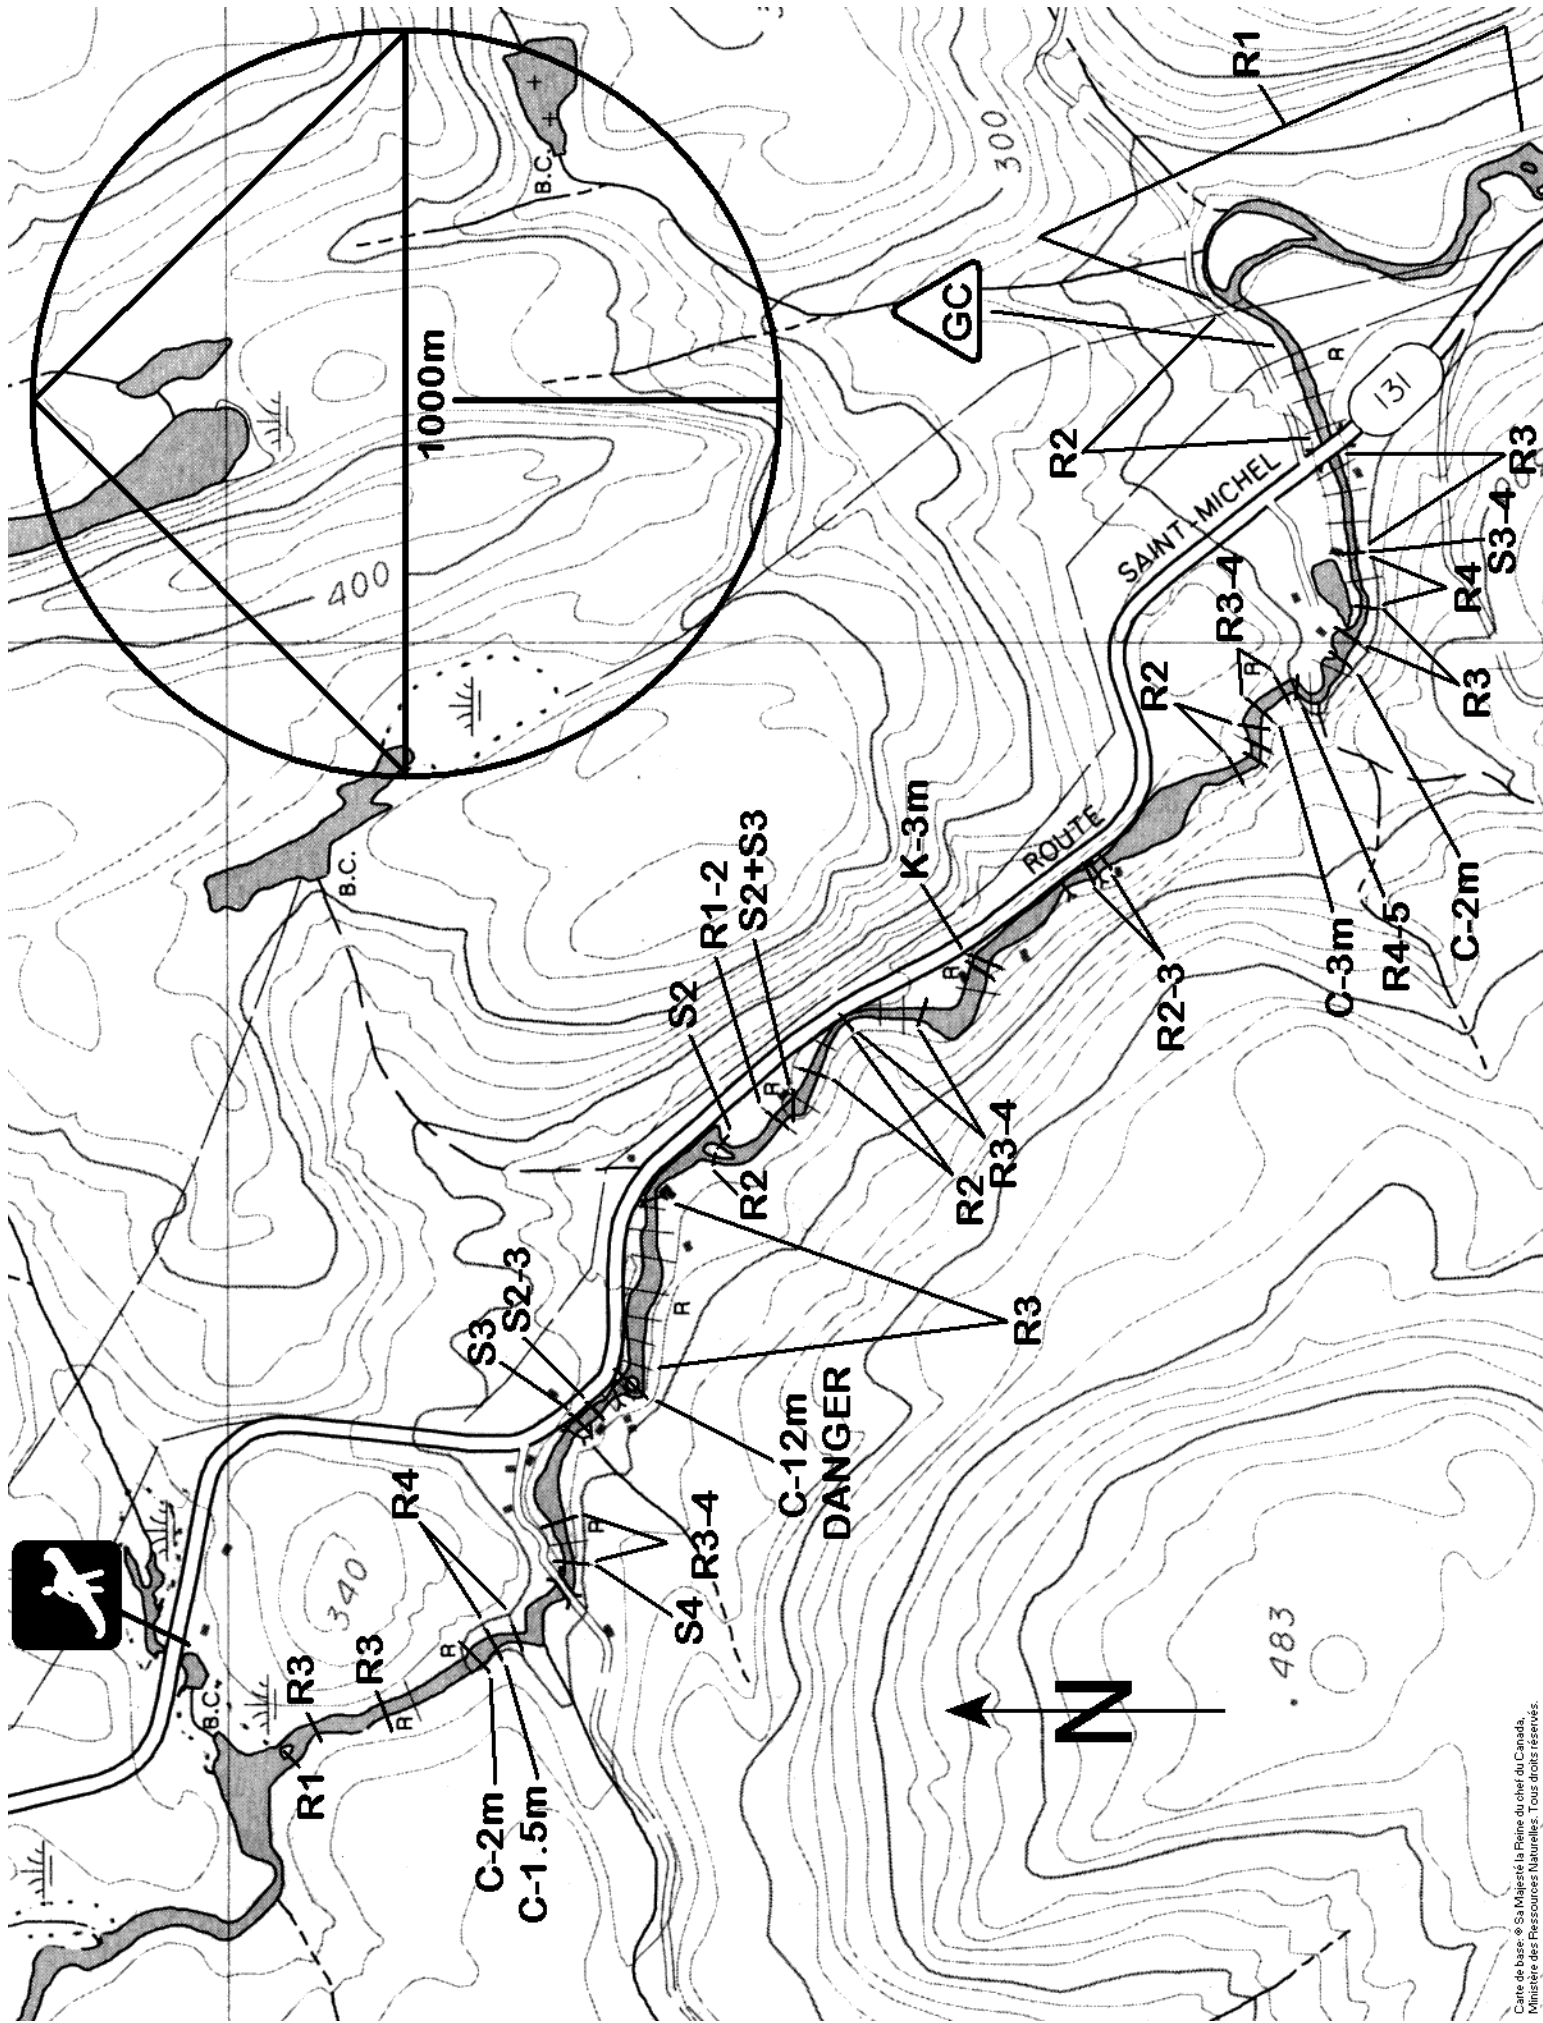 R1
B.C.
300
GC
1000m
R2
131
400
SAINT-MICHEL
R3
S3-4
R4
R3-4
R
R2
R3
B.C.
K-3m
ROUTE
S2+S3
R1-2
S2
C-2m
R4-5
C-3m
R2-3
R
R
R
R3-4
R2
R2
S2-3
S3
R
R3
C-12m
DANGER
R4
R3-4
R
S4
340
R
R3
R3
R
B.C.
R1
C-2m
C-1.5m
N
483
Carte de base: © Sa Majesté la Reine du chef du Canada,
Ministère des Ressources Naturelles. Tous droits réservés.